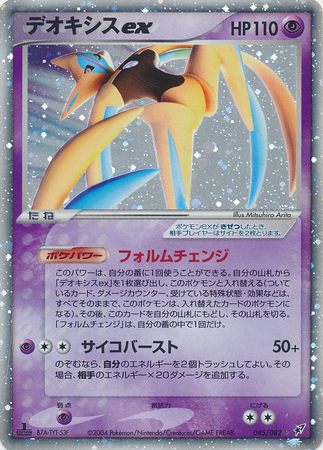 デオキシスex HP110
たね
Illus.Mitsuhiro Arita
ポケモンexがきぜつしたとき、
相手プレイヤーはサイドを2枚とります。
ポケパワー フォルムチェンジ
このパワーは、自分の番に1回使うことができる。自分の山札から
「デオキシスex」を1枚選び出し、このポケモンと入れ替える(ついて
いるカード、ダメージカウンター、受けている特殊状態・効果などは、
すべてそのままで、このポケモンは、入れ替えたカードのポケモンに
なる)。その後、このカードを自分の山札にもどし、その山札を切る。
「フォルムチェンジ」は、自分の番の中で1回だけ。
サイコバースト 50+
のぞむなら、自分のエネルギーを2個トラッシュしてよい。その
場合、相手のエネルギー×20ダメージを追加する。
弱点 抵抗力 にげる
1
87A-TYT-53F ©2004 Pokémon/Nintendo/Creatures/GAME FREAK 045/082